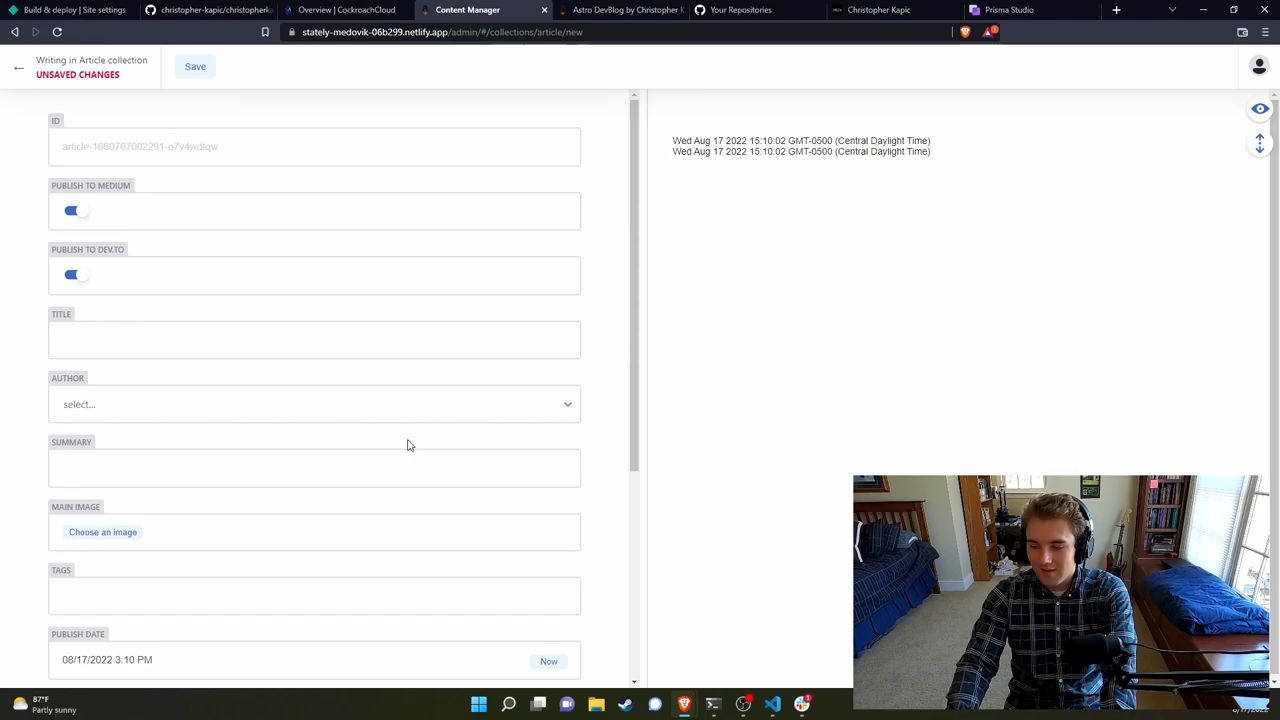 Build & deploy | Site settings
christopher-kapic/christopherk
Overview | CockroachCloud
Content Manager
Astro DevBlog by Christopher K
Your Repositories
Christopher Kapic
Prisma Studio
stately-medovik-06b299.netlify.app/admin/#/collections/article/new
Writing in Article collection
UNSAVED CHANGES
Save
ID
article-1660767002291-o7v4wdtqw
Wed Aug 17 2022 15:10:02 GMT-0500 (Central Daylight Time)
Wed Aug 17 2022 15:10:02 GMT-0500 (Central Daylight Time)
PUBLISH TO MEDIUM
PUBLISH TO DEV.TO
TITLE
AUTHOR
select...
SUMMARY
MAIN IMAGE
Choose an image
TAGS
PUBLISH DATE
08/17/2022 3:10 PM
Now
87°F
Partly sunny